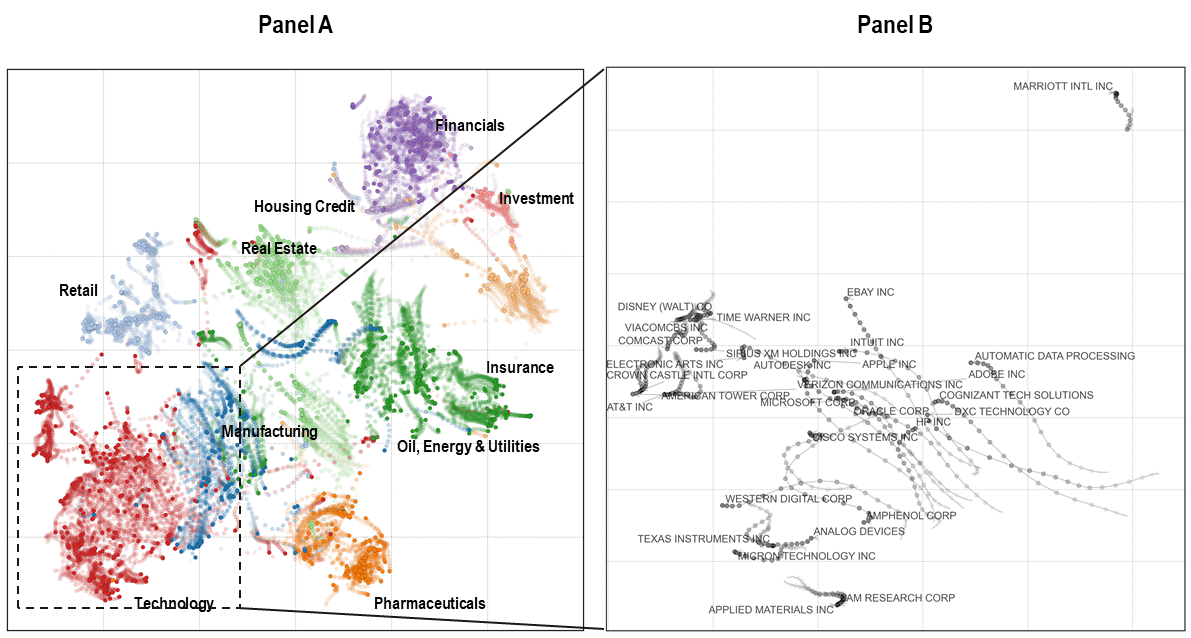 Panel A
Panel B
Financials
Housing Credit
Investment
Real Estate
Retail
Insurance
Manufacturing
Oil, Energy & Utilities
Technology
Pharmaceuticals
MARRIOTT INTL INC
EBAY INC
DISNEY (WALT) CO
TIME WARNER INC
VIACOMCBS INC
COMCAST CORP
INTUIT INC
SIRIUS XM HOLDINGS INC
AUTOMATIC DATA PROCESSING
ELECTRONIC ARTS INC
AUTODESK INC
APPLE INC
CROWN CASTLE INTL CORP
ADOBE INC
VERIZON COMMUNICATIONS INC
AMERICAN TOWER CORP
COGNIZANT TECH SOLUTIONS
MICROSOFT CORP
AT&T INC
ORACLE CORP
DXC TECHNOLOGY CO
HP INC
CISCO SYSTEMS INC
WESTERN DIGITAL CORP
AMPHENOL CORP
ANALOG DEVICES
TEXAS INSTRUMENTS INC
MICRON TECHNOLOGY INC
LAM RESEARCH CORP
APPLIED MATERIALS INC